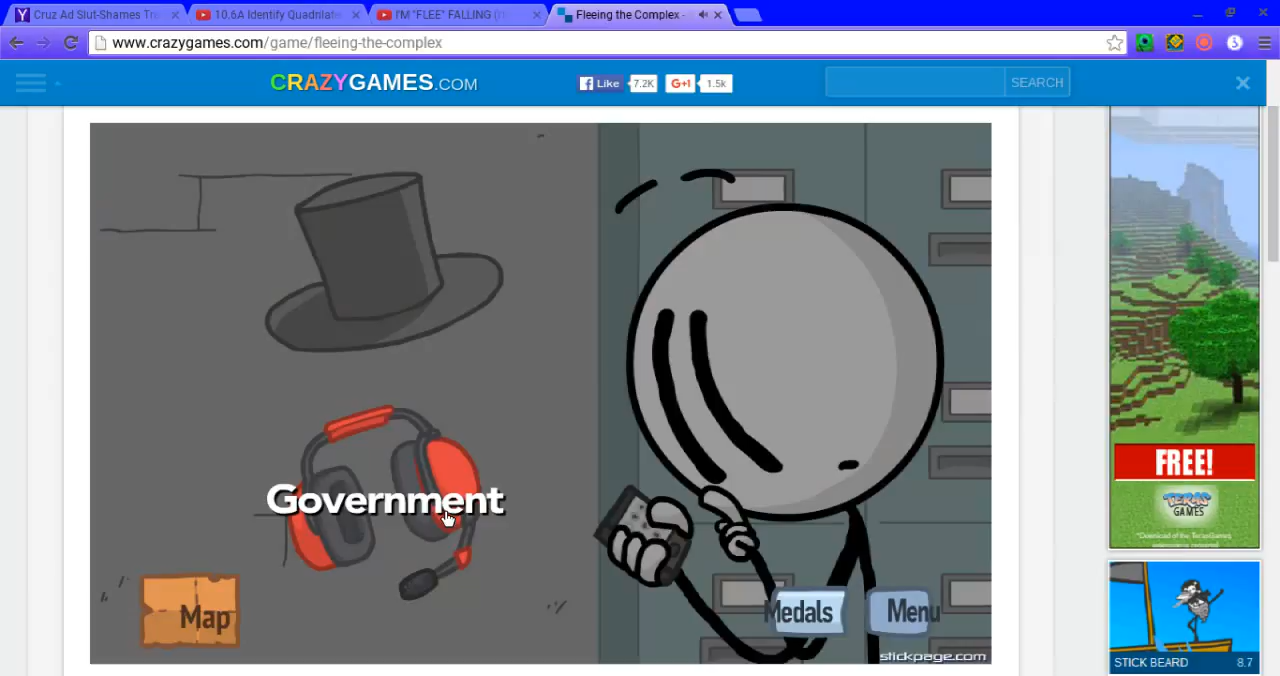 Cruz Ad Slut-Shames Tra
10.6A Identify Quadrilate
I'M "FLEE" FALLING (H
Fleeing the Complex -
www.crazygames.com/game/fleeing-the-complex
CRAZYGAMES.COM
Like 7.2K G+1 1.5k
SEARCH
Government
Map
Medals
Menu
stickpage.com
FREE!
TERAS GAMES
STICK BEARD 8.7